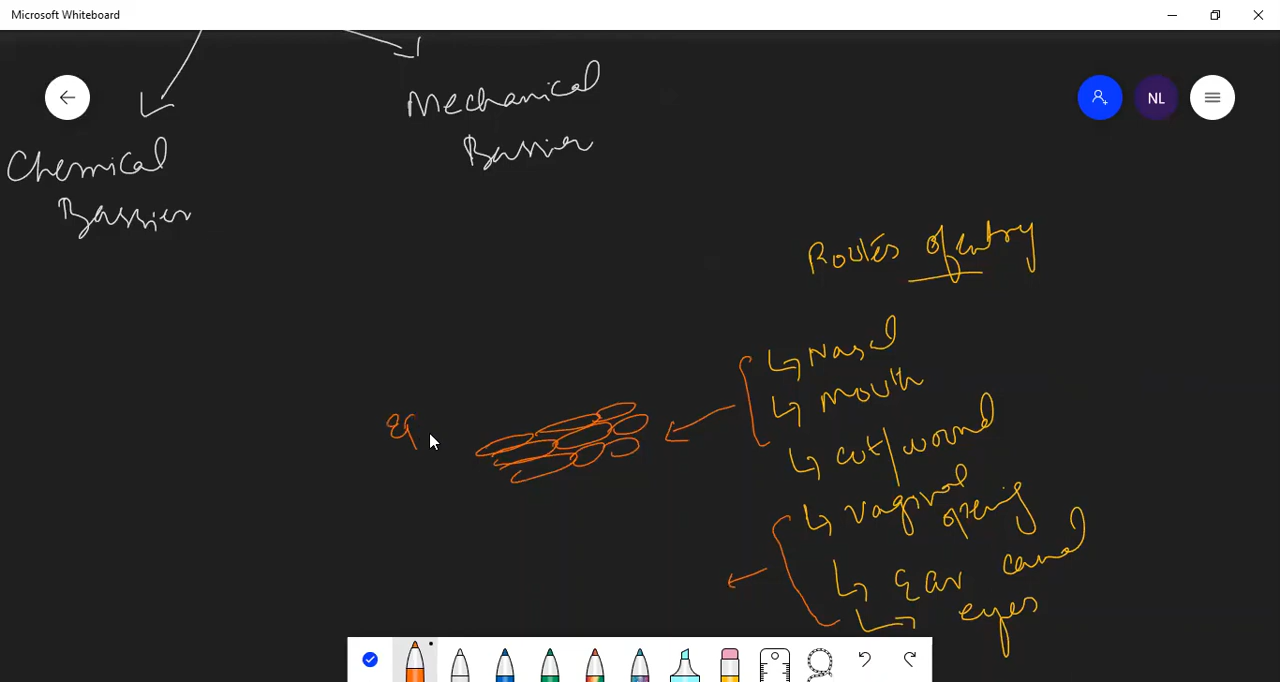 Microsoft Whiteboard
NL
Mechanical
Barrier
Chemical
Barrier
Routes of entry
Nasal
Mouth
cut/wound
vaginal
opening
Ear canal
eyes